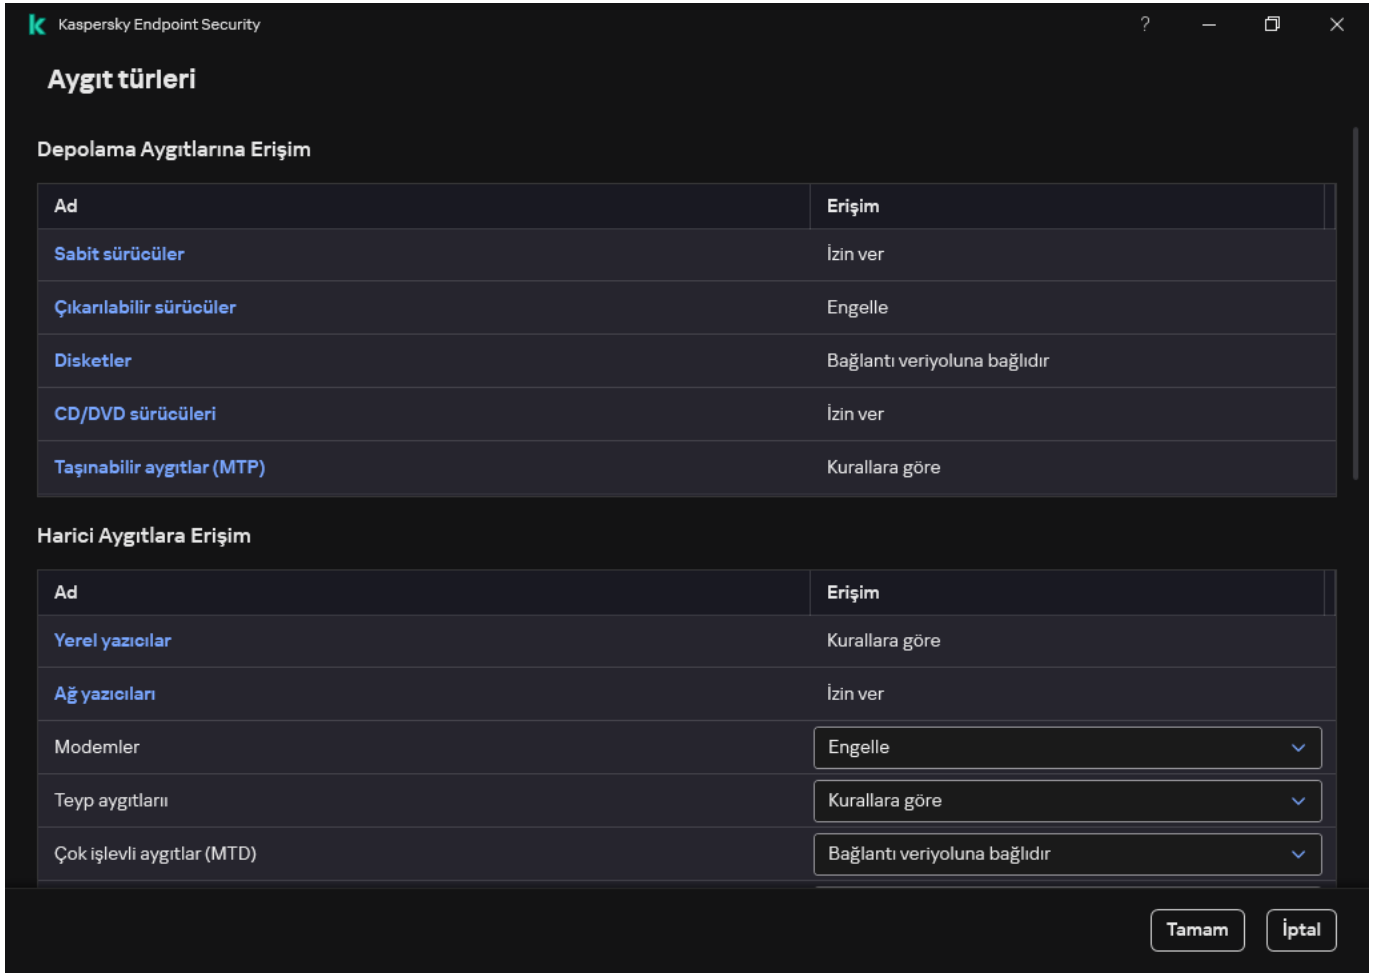 Kaspersky Endpoint Security
Aygıt türleri
Depolama Aygıtlarına Erişim
Ad Erişim
Sabit sürücüler İzin ver
Çıkarılabilir sürücüler Engelle
Disketler Bağlantı veriyoluna bağlıdır
CD/DVD sürücüleri İzin ver
Taşınabilir aygıtlar (MTP) Kurallara göre
Harici Aygıtlara Erişim
Ad Erişim
Yerel yazıcılar Kurallara göre
Ağ yazıcıları İzin ver
Modemler Engelle
Teyp aygıtlarıı Kurallara göre
Çok işlevli aygıtlar (MTD) Bağlantı veriyoluna bağlıdır
Tamam İptal